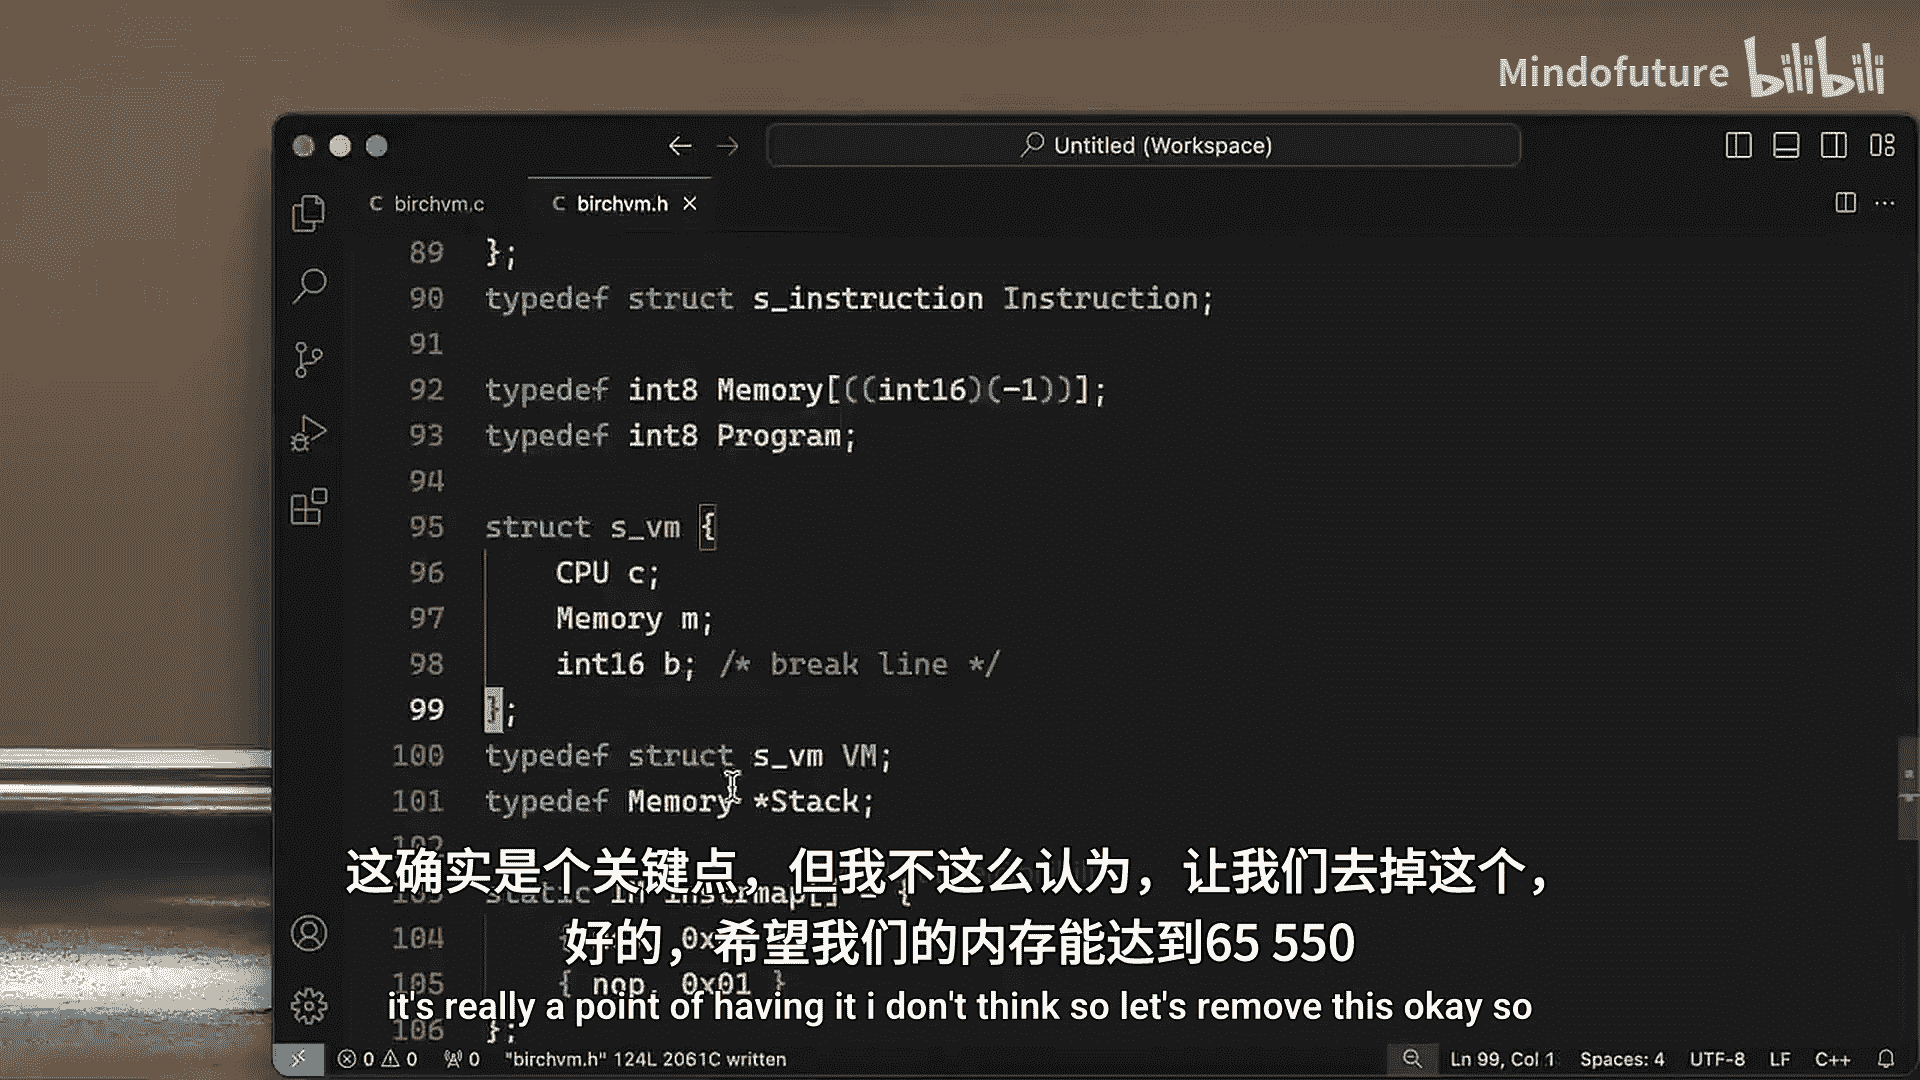 Mindofuture bilibili
Untitled (Workspace)
C birchvm.c C birchvm.h ×
89 };
90 typedef struct s_instruction Instruction;
91
92 typedef int8 Memory[((int16)(-1))];
93 typedef int8 Program;
94
95 struct s_vm {
96 CPU c;
97 Memory m;
98 int16 b; /* break line */
99 };
100 typedef struct s_vm VM;
101 typedef Memory *Stack;
102
103 static IM instrmap[] = {
104 { 0x
105 { nop, 0x01 }
106 };
这确实是个关键点，但我不这么认为，让我们去掉这个，
好的，希望我们的内存能达到65 550
it's really a point of having it i don't think so let's remove this okay so
0 0 0 "birchvm.h" 124L 2061C written Ln 99, Col 1 Spaces: 4 UTF-8 LF C++